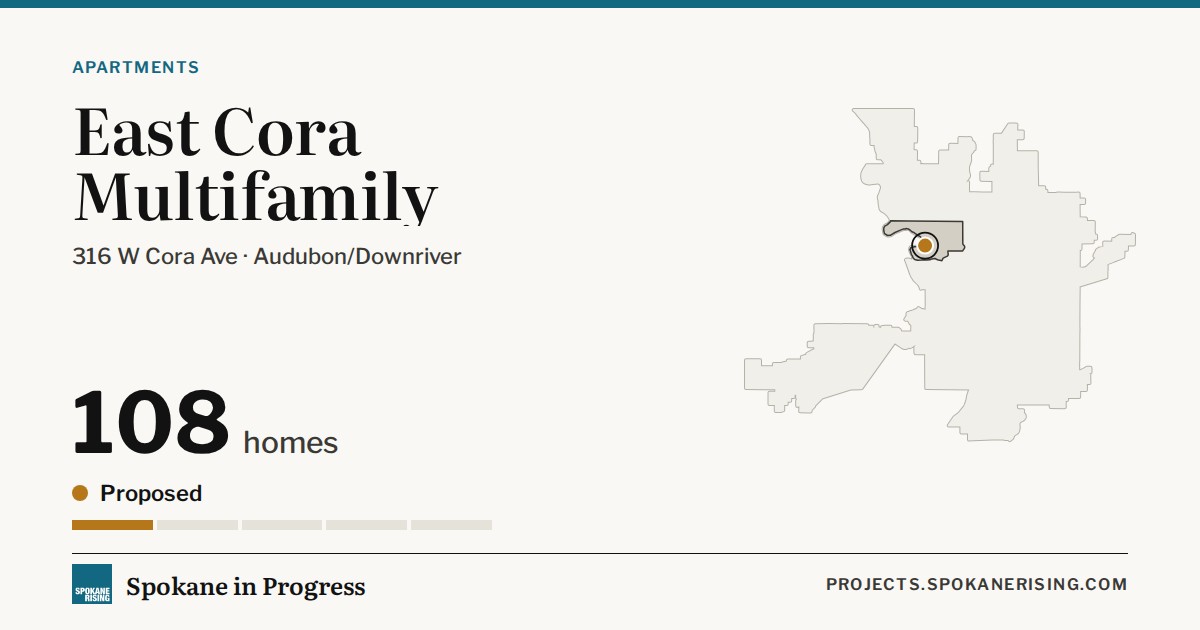 APARTMENTS
East Cora
Multifamily
316 W Cora Ave · Audubon/Downriver
108 homes
Proposed
SPOKANE
RISING
Spokane in Progress
PROJECTS.SPOKANERISING.COM